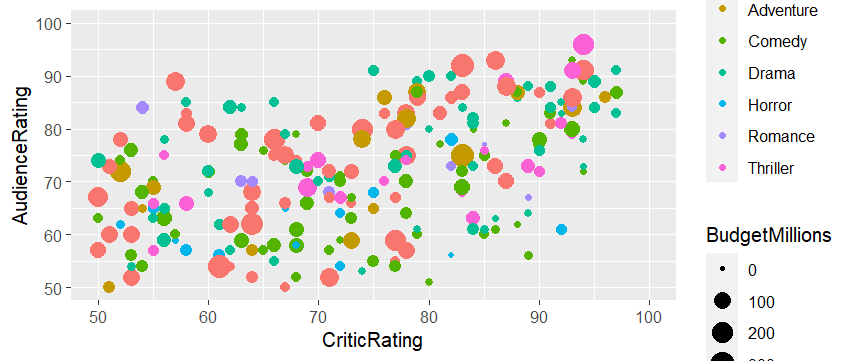 AudienceRating
100
90
80
70
60
50
50 60 70 80 90 100
CriticRating
Adventure
Comedy
Drama
Horror
Romance
Thriller
BudgetMillions
0
100
200